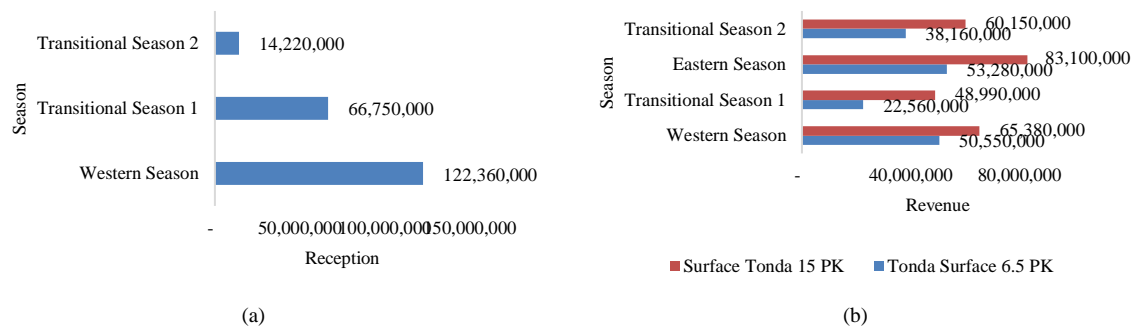 Transitional Season 2
14,220,000
Transitional Season 1
66,750,000
Western Season
122,360,000
Season
- 50,000,000 100,000,000 150,000,000
Reception
(a)
Transitional Season 2
60,150,000
38,160,000
Eastern Season
83,100,000
53,280,000
Transitional Season 1
48,990,000
22,560,000
Western Season
65,380,000
50,550,000
Season
- 40,000,000 80,000,000
Revenue
Surface Tonda 15 PK Tonda Surface 6.5 PK
(b)